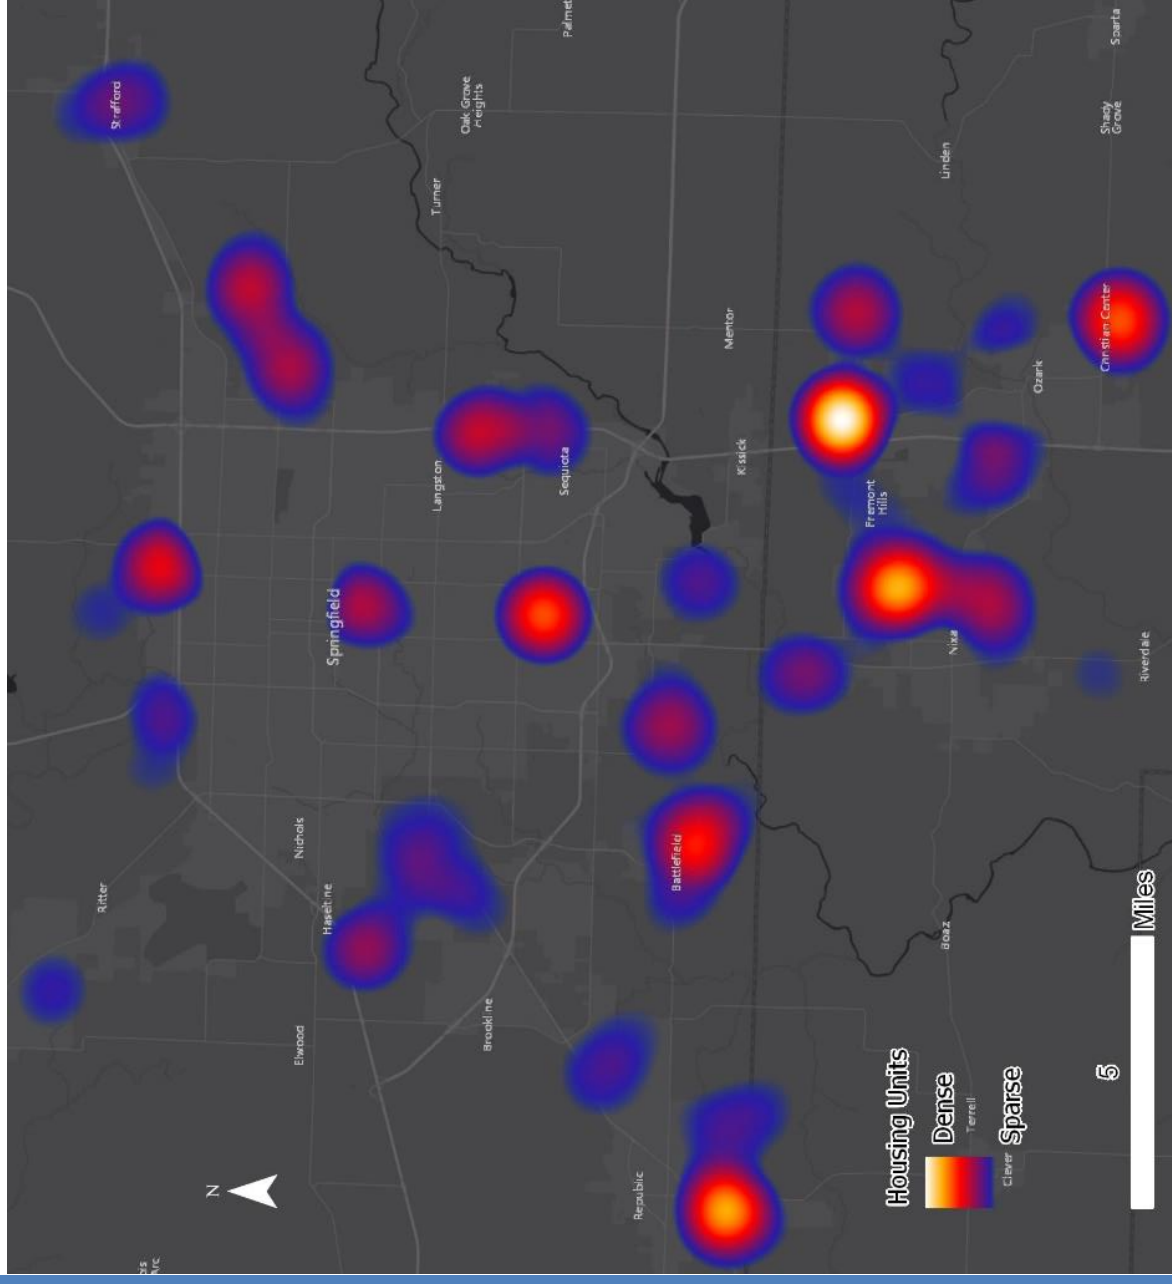 Strafford
Palmet
Oak Grove
Heights
Sparta
Shady
Grove
Turner
Linden
Mentor
Christian Center
Ozark
Langston
Sequiota
Kissick
Fremont
Hills
Springfield
Nixa
Riverdale
Nichols
Ritter
Haseltine
Battlefield
Boaz
Elwood
Brookline
Republic
Terrell
Clever
N
Housing Units
Dense
Sparse
5
Miles